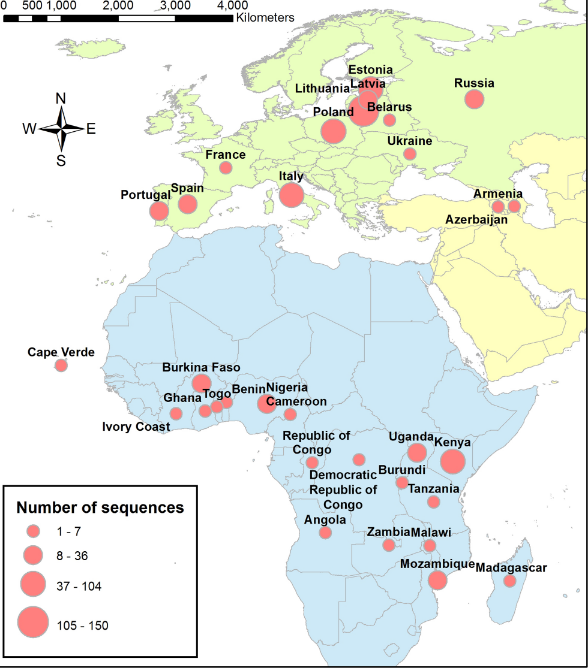 0 500 1,000 2,000 3,000 4,000
Kilometers
N
W E
S
Estonia
Lithuania Latvia
Russia
Poland Belarus
Ukraine
France
Italy
Portugal Spain
Armenia
Azerbaijan
Cape Verde
Burkina Faso
Ghana Togo Benin Nigeria
Cameroon
Ivory Coast
Republic of
Congo
Uganda Kenya
Democratic
Republic of
Congo
Burundi
Tanzania
Angola
Zambia Malawi
Mozambique Madagascar
Number of sequences
1 - 7
8 - 36
37 - 104
105 - 150